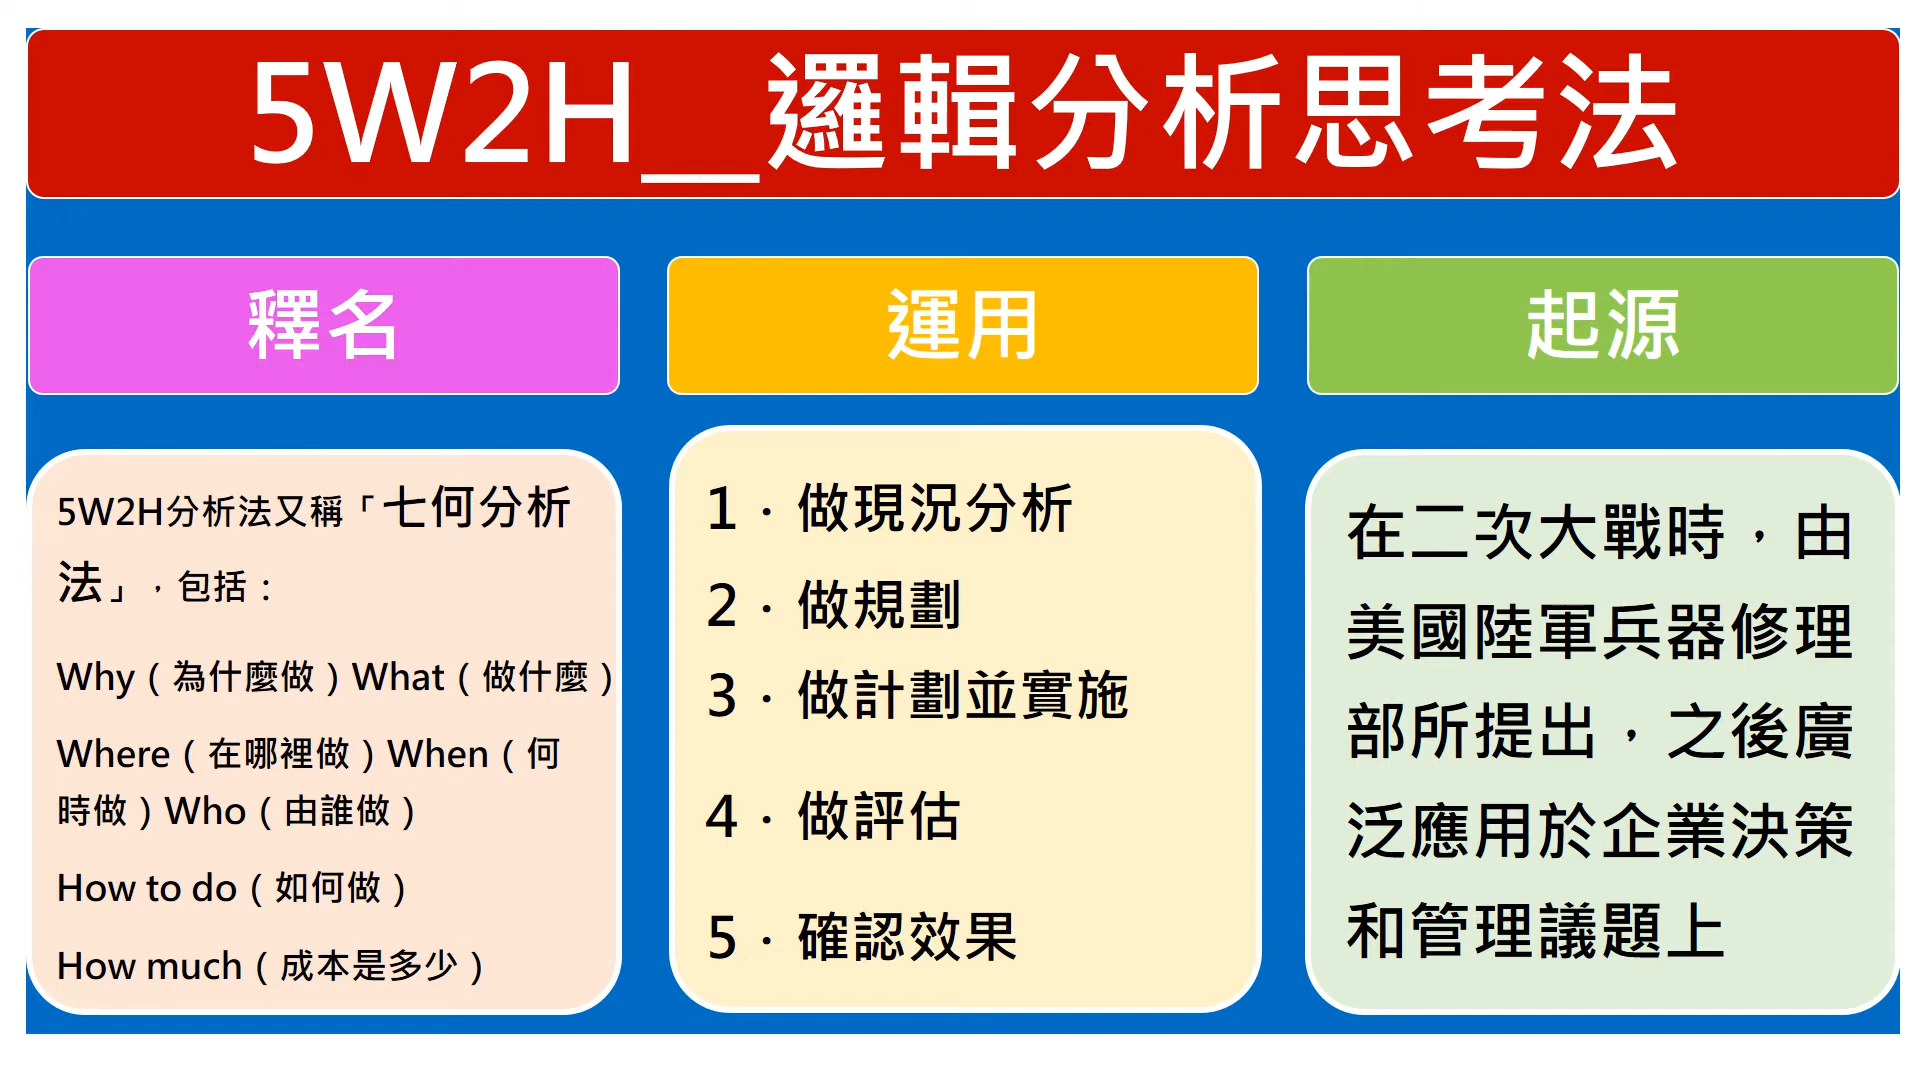 5W2H__邏輯分析思考法
釋名
運用
起源
5W2H分析法又稱「七何分析
法」，包括：
Why（為什麼做）What（做什麼）
Where（在哪裡做）When（何
時做）Who（由誰做）
How to do（如何做）
How much（成本是多少）
1．做現況分析
2．做規劃
3．做計劃並實施
4．做評估
5．確認效果
在二次大戰時，由
美國陸軍兵器修理
部所提出，之後廣
泛應用於企業決策
和管理議題上